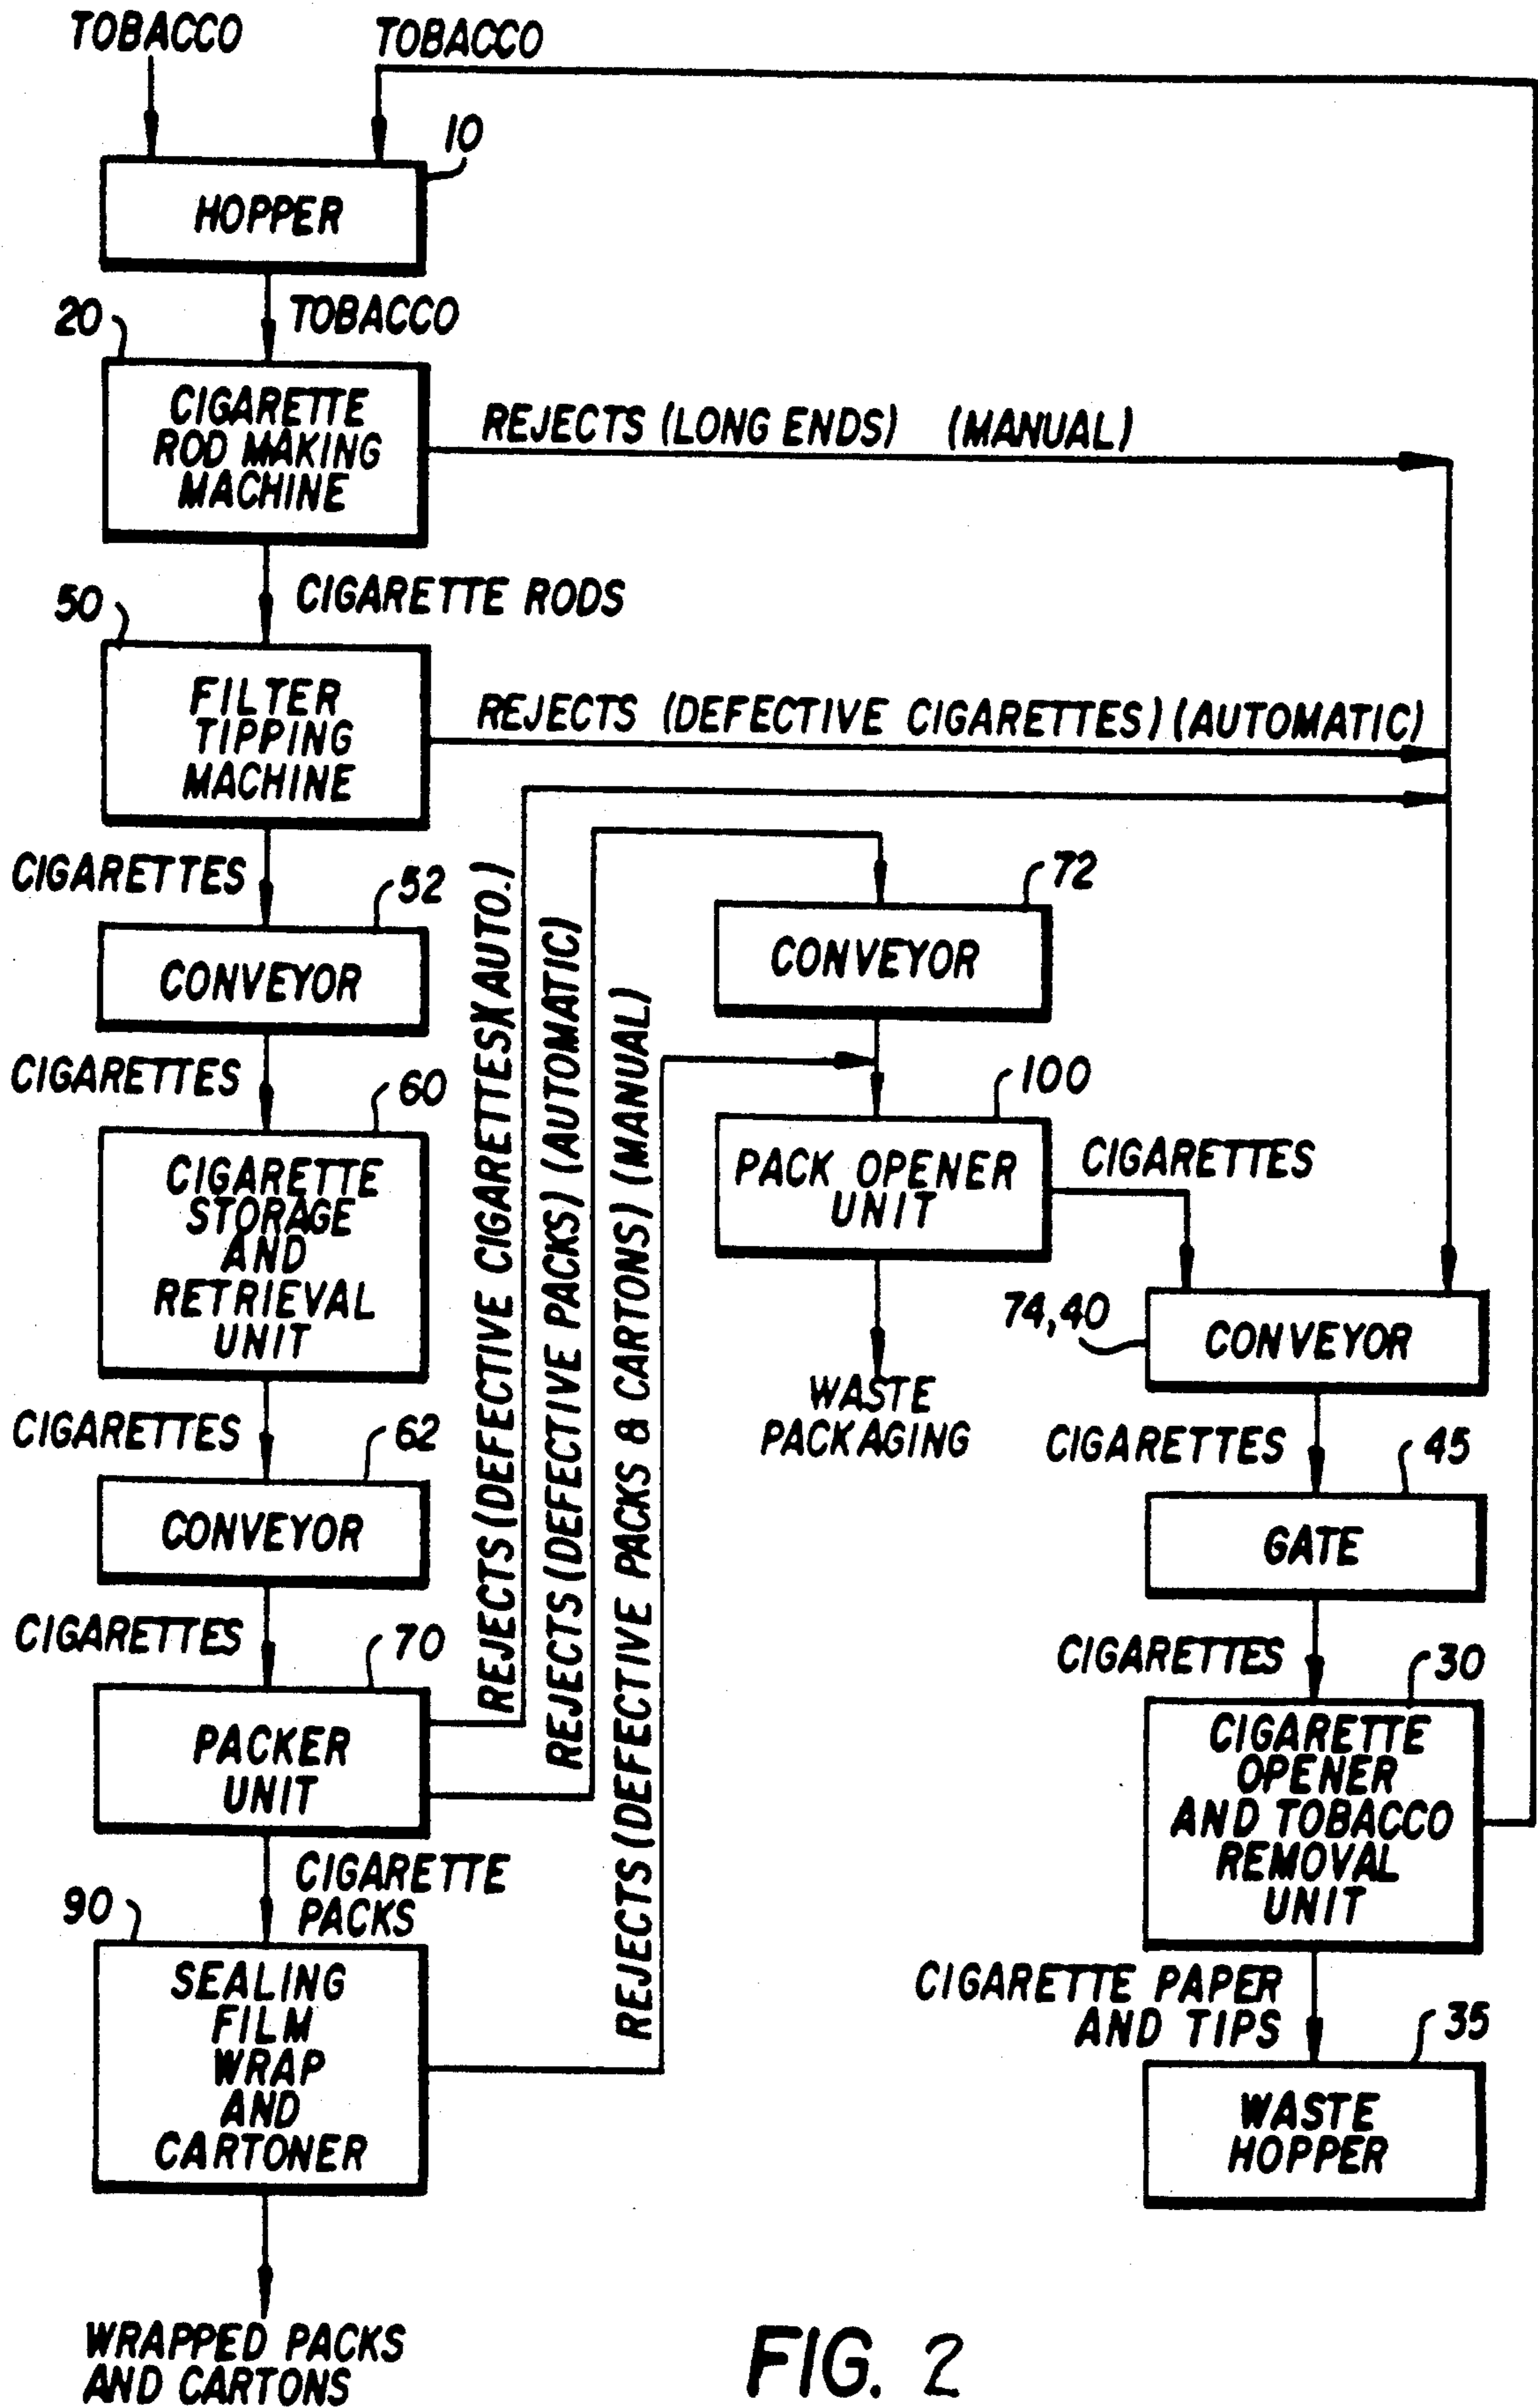 TOBACCO
TOBACCO
10
HOPPER
TOBACCO
20
CIGARETTE
ROD MAKING
MACHINE
REJECTS (LONG ENDS) (MANUAL)
CIGARETTE RODS
50
FILTER
TIPPING
MACHINE
REJECTS (DEFECTIVE CIGARETTES) (AUTOMATIC)
CIGARETTES
52
CONVEYOR
CIGARETTES
60
CIGARETTE
STORAGE
AND
RETRIEVAL
UNIT
CIGARETTES
62
CONVEYOR
CIGARETTES
70
PACKER
UNIT
CIGARETTE
PACKS
90
SEALING
FILM
WRAP
AND
CARTONER
WRAPPED PACKS
AND CARTONS
REJECTS (DEFECTIVE CIGARETTES)(AUTO.)
REJECTS (DEFECTIVE PACKS) (AUTOMATIC)
REJECTS (DEFECTIVE PACKS & CARTONS) (MANUAL)
72
CONVEYOR
100
PACK OPENER
UNIT
CIGARETTES
WASTE
PACKAGING
74,40
CONVEYOR
CIGARETTES
45
GATE
CIGARETTES
30
CIGARETTE
OPENER
AND TOBACCO
REMOVAL
UNIT
CIGARETTE PAPER
AND TIPS
35
WASTE
HOPPER
FIG. 2